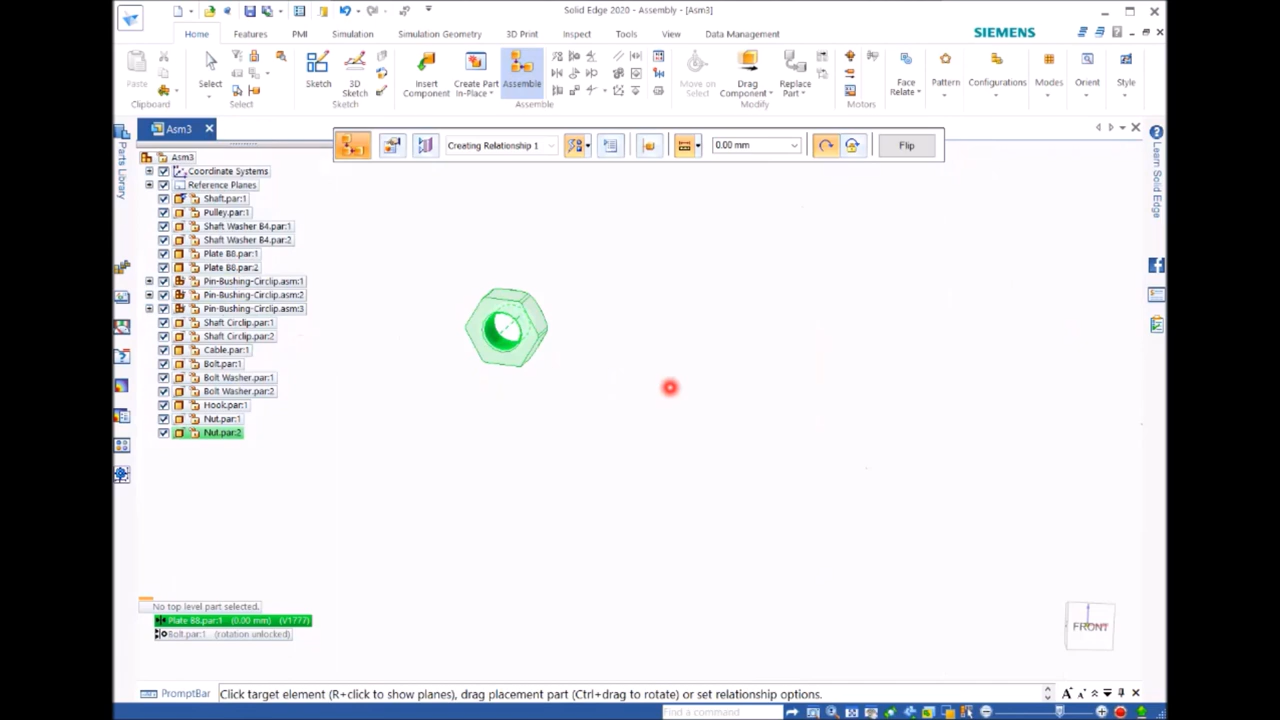 Solid Edge 2020 - Assembly - [Asm3]
Home Features PMI Simulation Simulation Geometry 3D Print Inspect Tools View Data Management SIEMENS
Paste Select Sketch 3D Sketch Insert Component Create Part In-Place Assemble Move on Select Drag Component Replace Part Face Relate Pattern Configurations Modes Orient Style
Clipboard Select Sketch Assemble Modify Motors
Asm3
Creating Relationship 1 0.00 mm Flip
Parts Library
Learn Solid Edge
Asm3
Coordinate Systems
Reference Planes
Shaft.par:1
Pulley.par:1
Shaft Washer B4.par:1
Shaft Washer B4.par:2
Plate B8.par:1
Plate B8.par:2
Pin-Bushing-Circlip.asm:1
Pin-Bushing-Circlip.asm:2
Pin-Bushing-Circlip.asm:3
Shaft Circlip.par:1
Shaft Circlip.par:2
Cable.par:1
Bolt.par:1
Bolt Washer.par:1
Bolt Washer.par:2
Hook.par:1
Nut.par:1
Nut.par:2
No top level part selected.
Plate B8.par:1 (0.00 mm) (V1777)
Bolt.par:1 (rotation unlocked)
FRONT
PromptBar Click target element (R+click to show planes), drag placement part (Ctrl+drag to rotate) or set relationship options.
Find a command